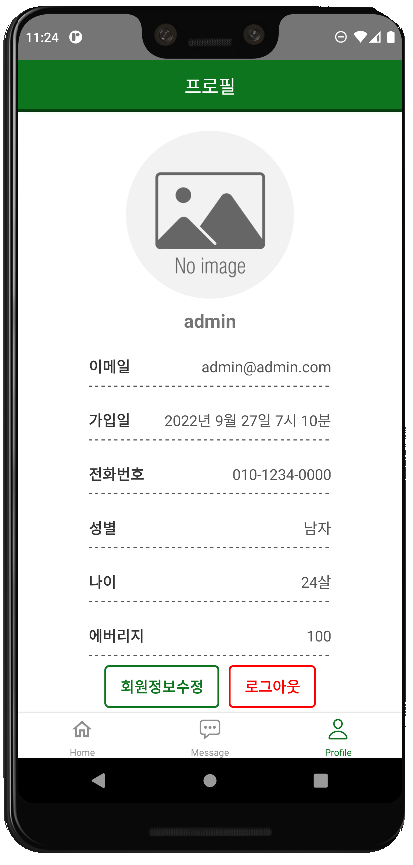 11:24
프로필
No image
admin
이메일 admin@admin.com
가입일 2022년 9월 27일 7시 10분
전화번호 010-1234-0000
성별 남자
나이 24살
에버리지 100
회원정보수정 로그아웃
Home Message Profile